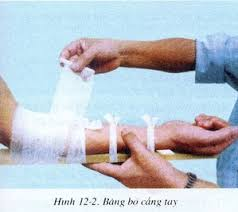 Hình 12-2. Băng bó cẳng tay